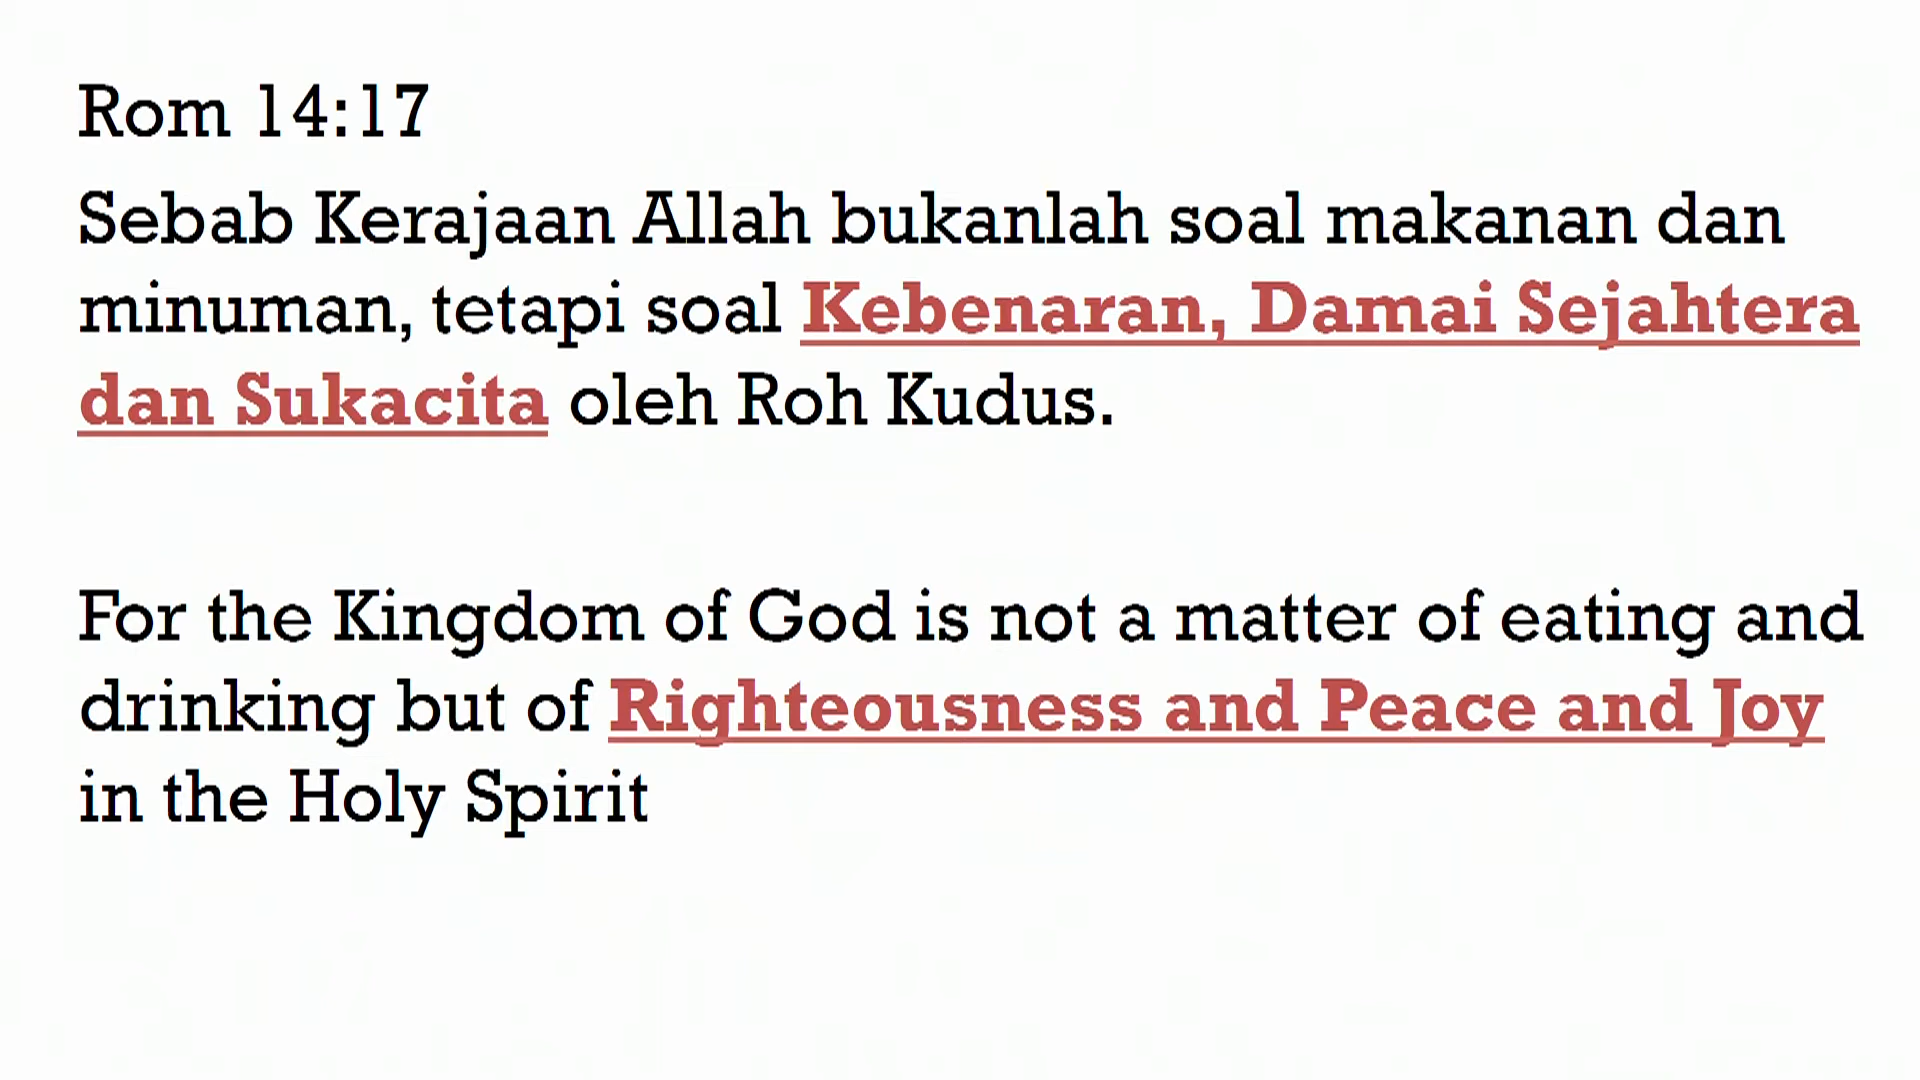 Rom 14:17
Sebab Kerajaan Allah bukanlah soal makanan dan
minuman, tetapi soal Kebenaran, Damai Sejahtera
dan Sukacita oleh Roh Kudus.
For the Kingdom of God is not a matter of eating and
drinking but of Righteousness and Peace and Joy
in the Holy Spirit